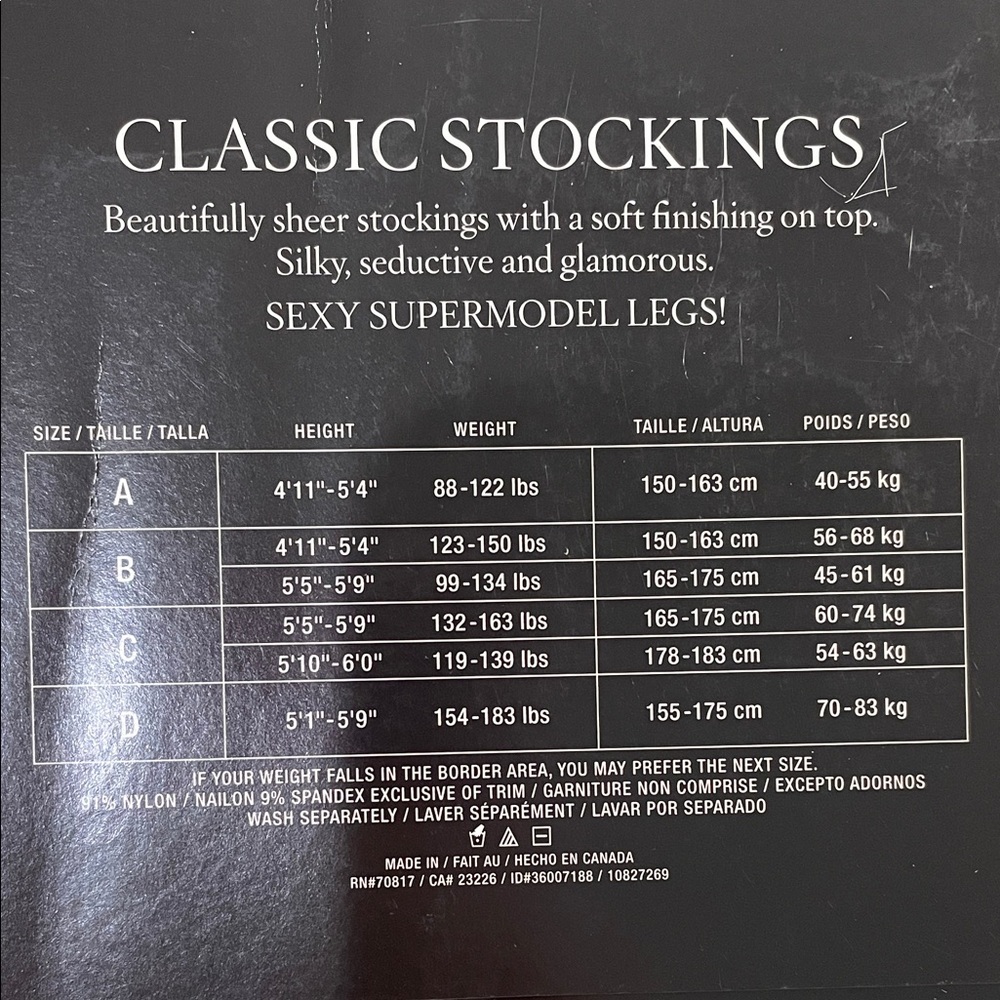 CLASSIC STOCKINGS
Beautifully sheer stockings with a soft finishing on top.
Silky, seductive and glamorous.
SEXY SUPERMODEL LEGS!
SIZE / TAILLE / TALLA HEIGHT WEIGHT TAILLE / ALTURA POIDS / PESO
A 4'11"-5'4" 88-122 lbs 150-163 cm 40-55 kg
B 4'11"-5'4" 123-150 lbs 150-163 cm 56-68 kg
5'5"-5'9" 99-134 lbs 165-175 cm 45-61 kg
C 5'5"-5'9" 132-163 lbs 165-175 cm 60-74 kg
5'10"-6'0" 119-139 lbs 178-183 cm 54-63 kg
D 5'1"-5'9" 154-183 lbs 155-175 cm 70-83 kg
IF YOUR WEIGHT FALLS IN THE BORDER AREA, YOU MAY PREFER THE NEXT SIZE.
91% NYLON / NAILON 9% SPANDEX EXCLUSIVE OF TRIM / GARNITURE NON COMPRISE / EXCEPTO ADORNOS
WASH SEPARATELY / LAVER SÉPARÉMENT / LAVAR POR SEPARADO
MADE IN / FAIT AU / HECHO EN CANADA
RN#70817 / CA# 23226 / ID#36007188 / 10827269